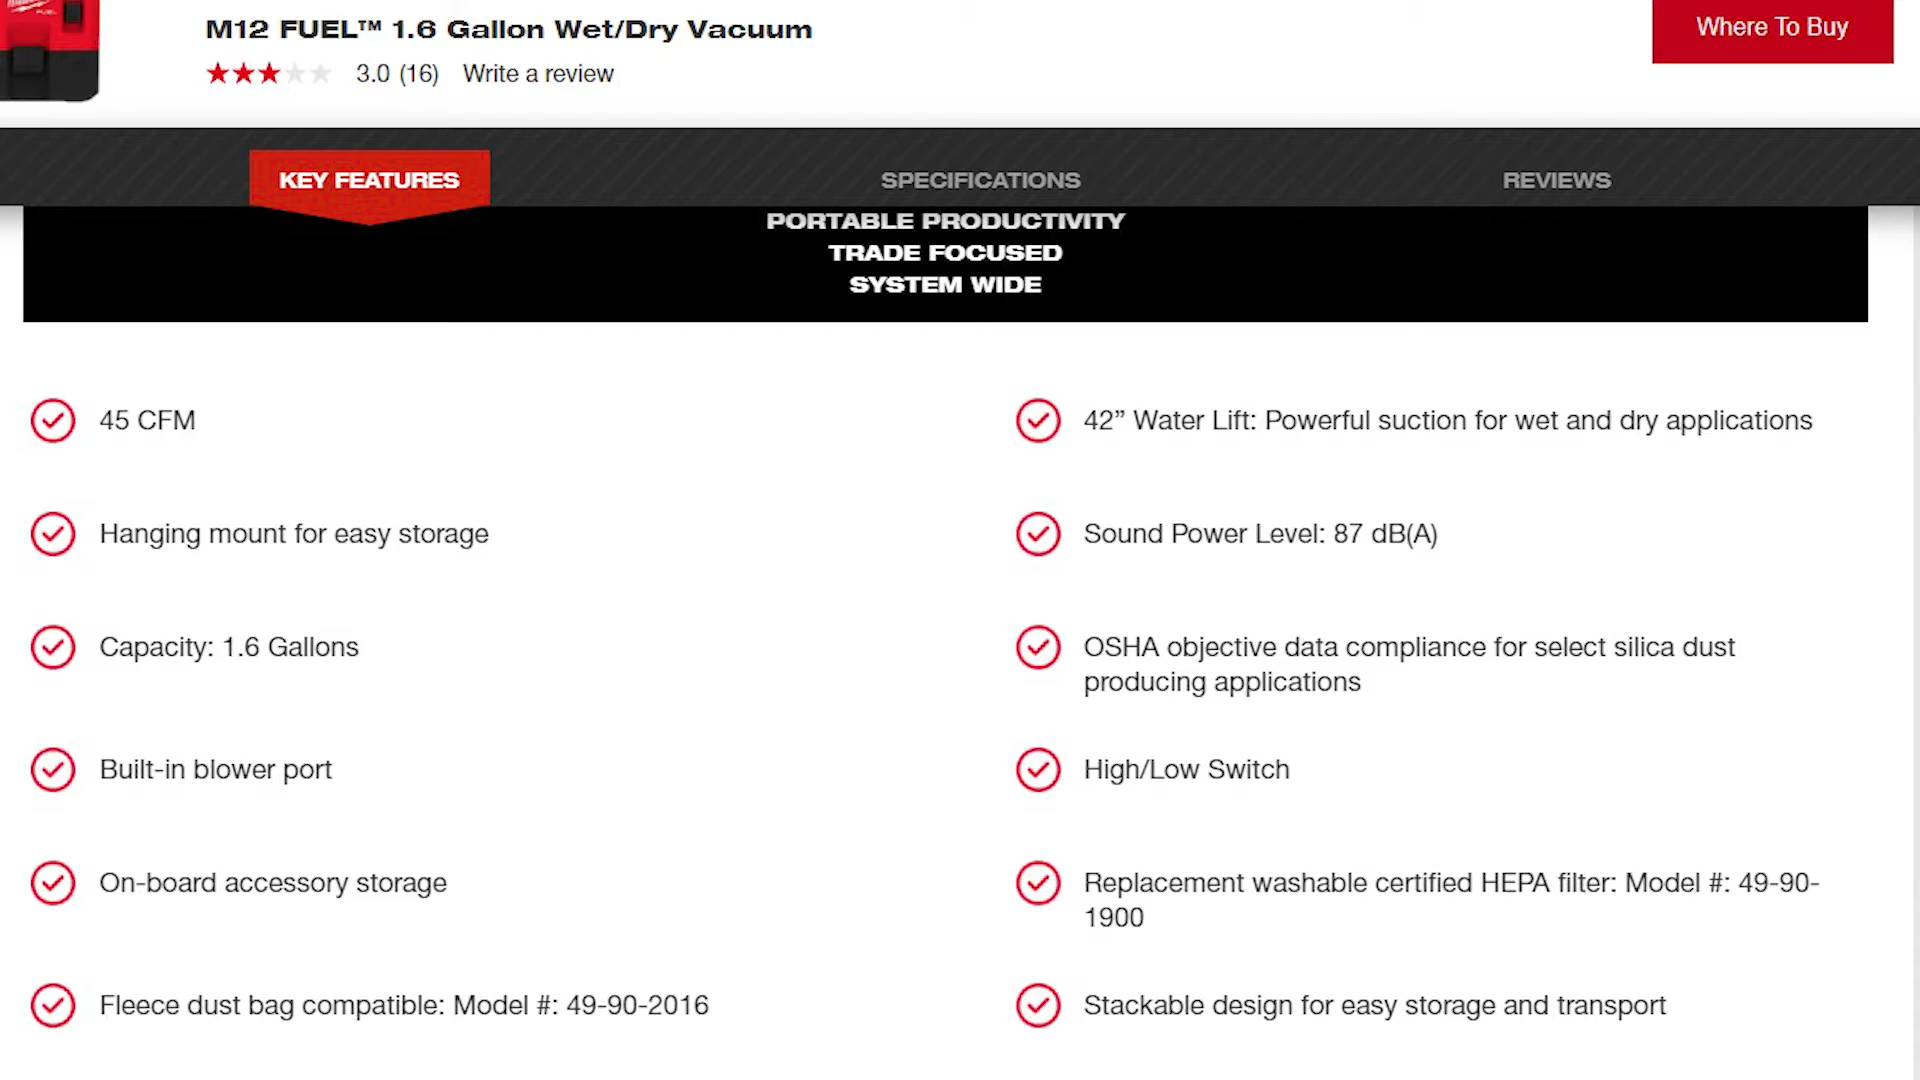 M12 FUEL™ 1.6 Gallon Wet/Dry Vacuum
3.0 (16) Write a review
Where To Buy
KEY FEATURES
SPECIFICATIONS
REVIEWS
PORTABLE PRODUCTIVITY
TRADE FOCUSED
SYSTEM WIDE
45 CFM
42” Water Lift: Powerful suction for wet and dry applications
Hanging mount for easy storage
Sound Power Level: 87 dB(A)
Capacity: 1.6 Gallons
OSHA objective data compliance for select silica dust
producing applications
Built-in blower port
High/Low Switch
On-board accessory storage
Replacement washable certified HEPA filter: Model #: 49-90-
1900
Fleece dust bag compatible: Model #: 49-90-2016
Stackable design for easy storage and transport